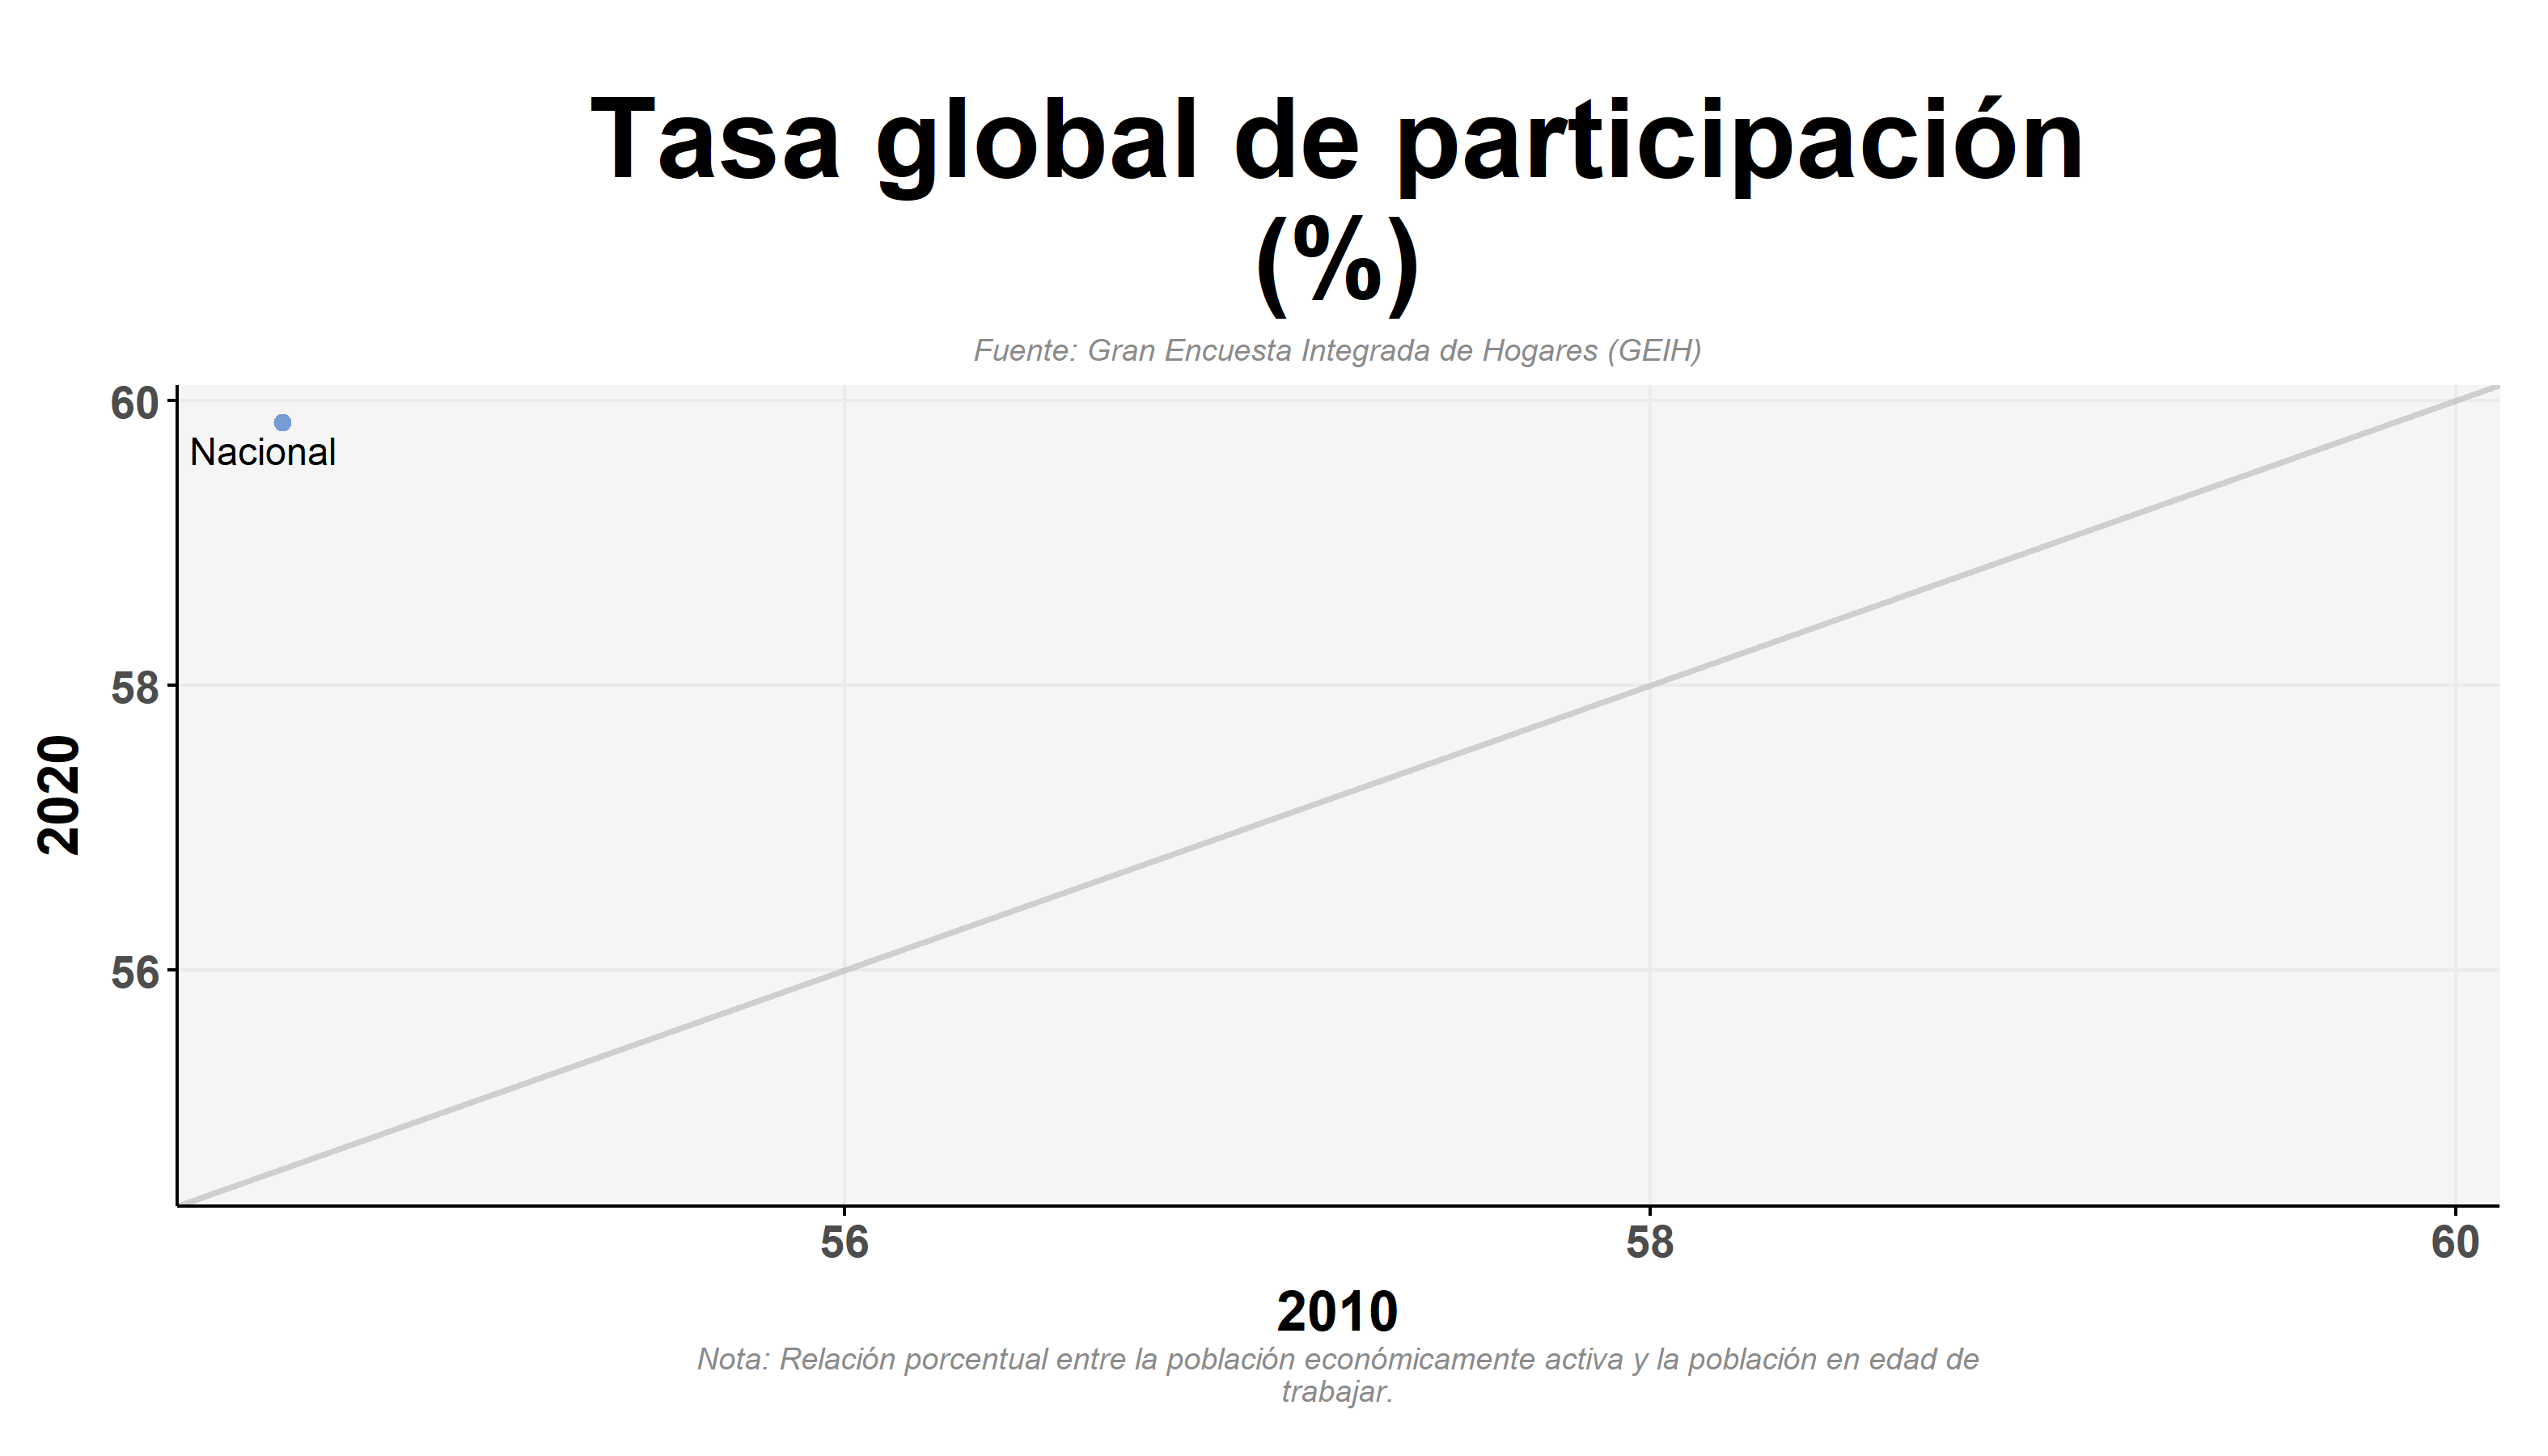 Tasa global de participación
(%)
Fuente: Gran Encuesta Integrada de Hogares (GEIH)
60
Nacional
58
2020
56
56
58
60
2010
Nota: Relación porcentual entre la población económicamente activa y la población en edad de
trabajar.